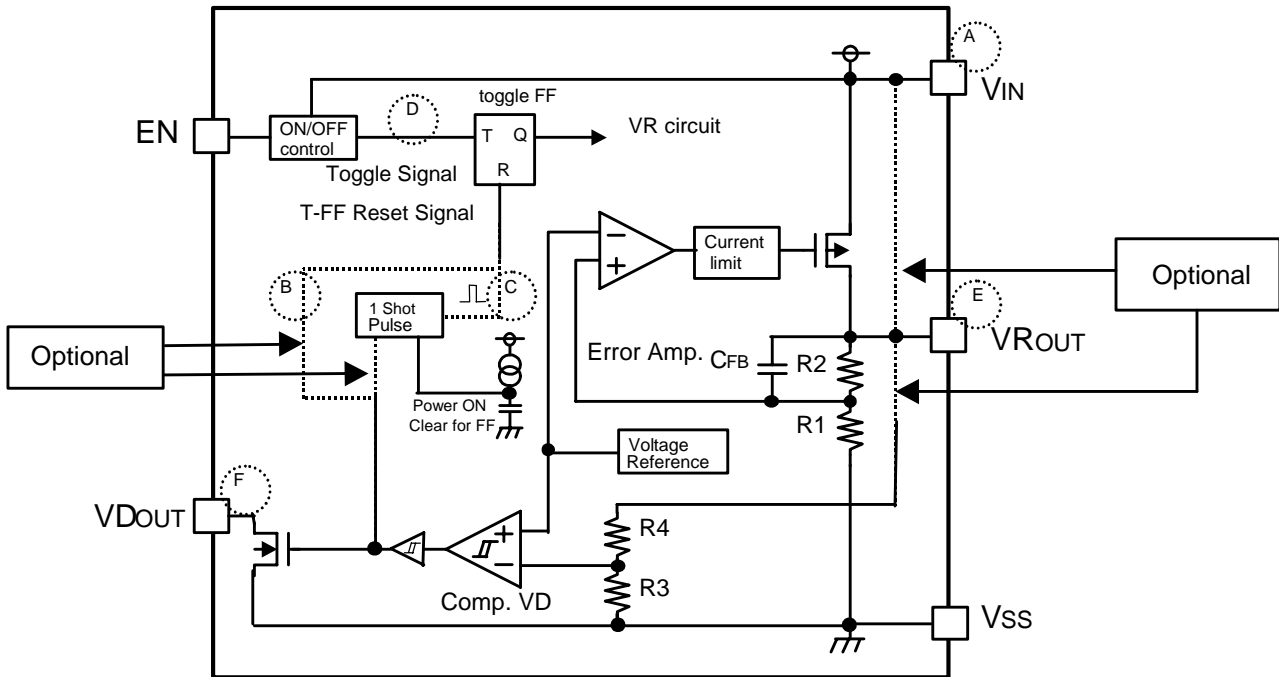 A
VIN
toggle FF
D
EN
ON/OFF
control
T
Q
R
VR circuit
Toggle Signal
T-FF Reset Signal
−
+
Current
limit
Optional
B
C
1 Shot
Pulse
E
VROUT
Optional
Error Amp.
CFB
R2
Power ON
Clear for FF
R1
Voltage
Reference
F
VDOUT
R4
+
−
R3
Comp. VD
VSS